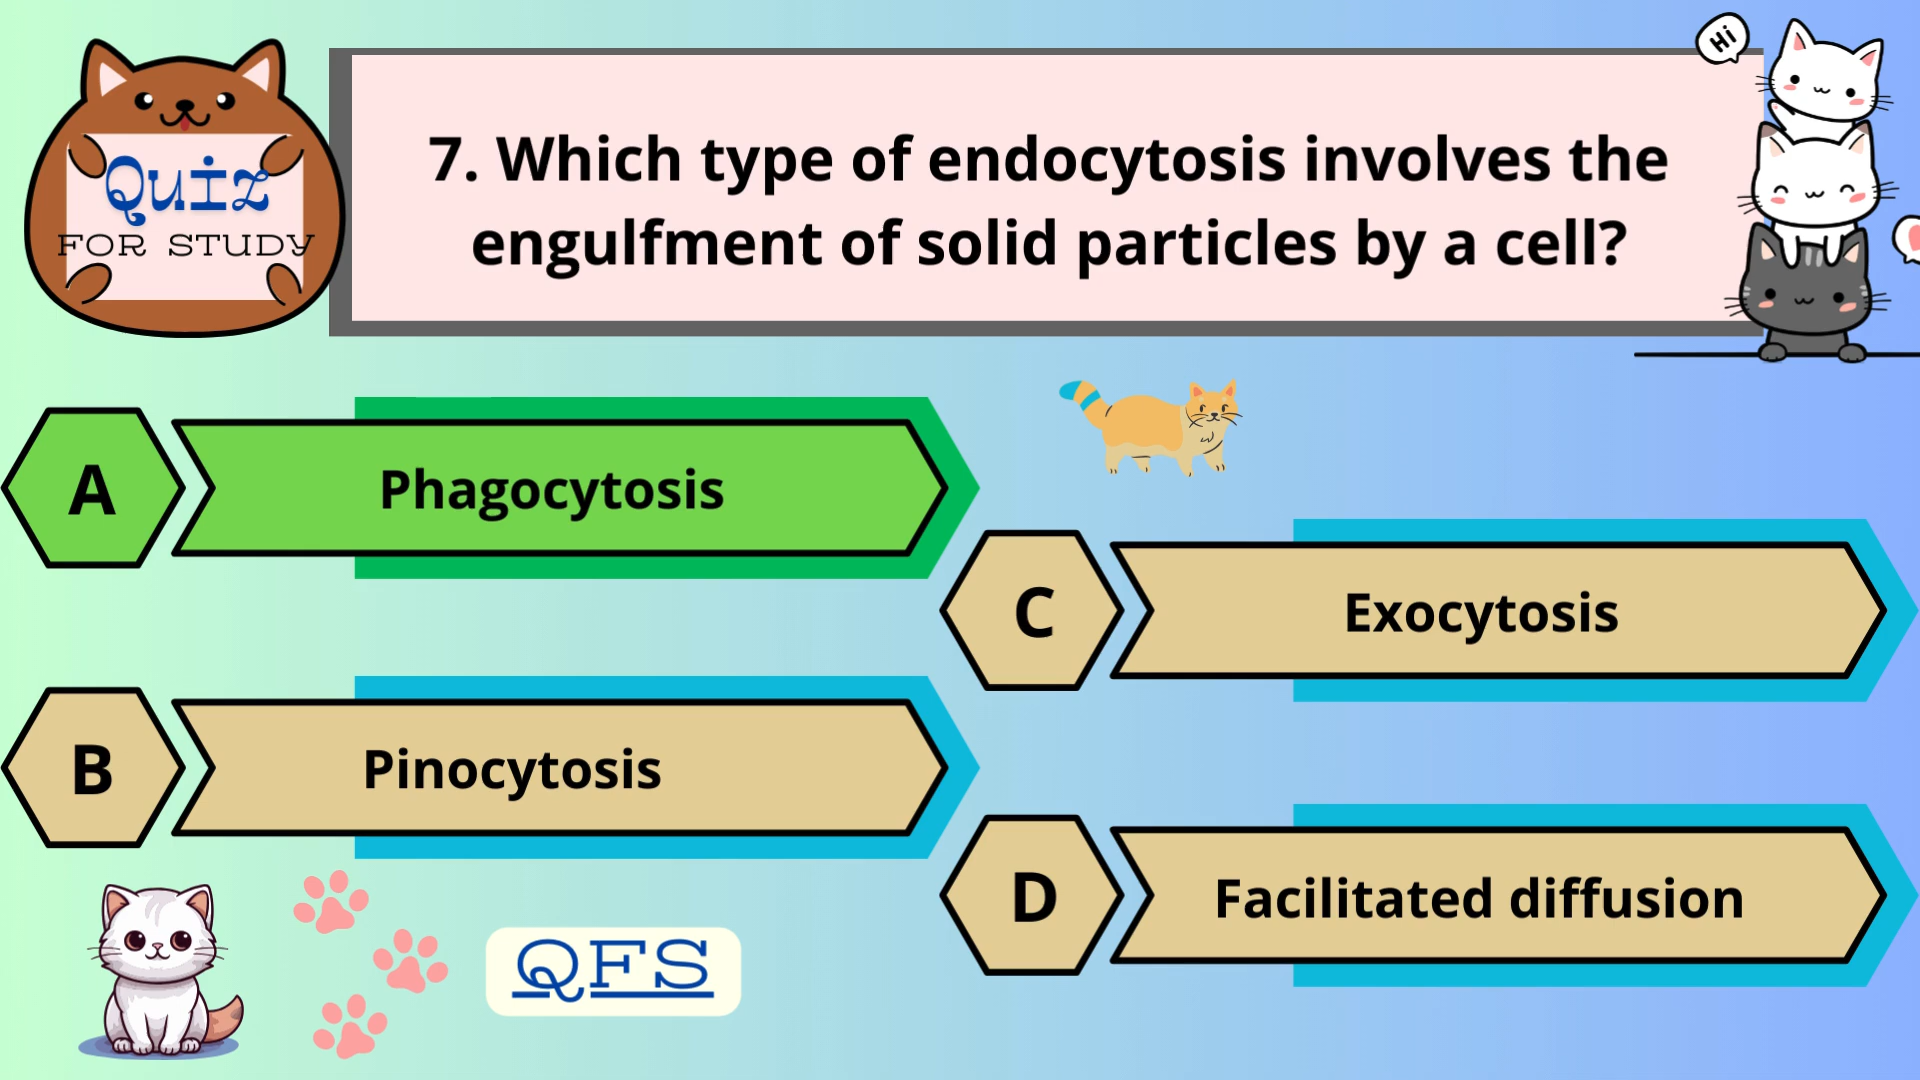 Quiz
FOR STUDY
7. Which type of endocytosis involves the
engulfment of solid particles by a cell?
Hi
A
Phagocytosis
B
Pinocytosis
C
Exocytosis
D
Facilitated diffusion
QFS